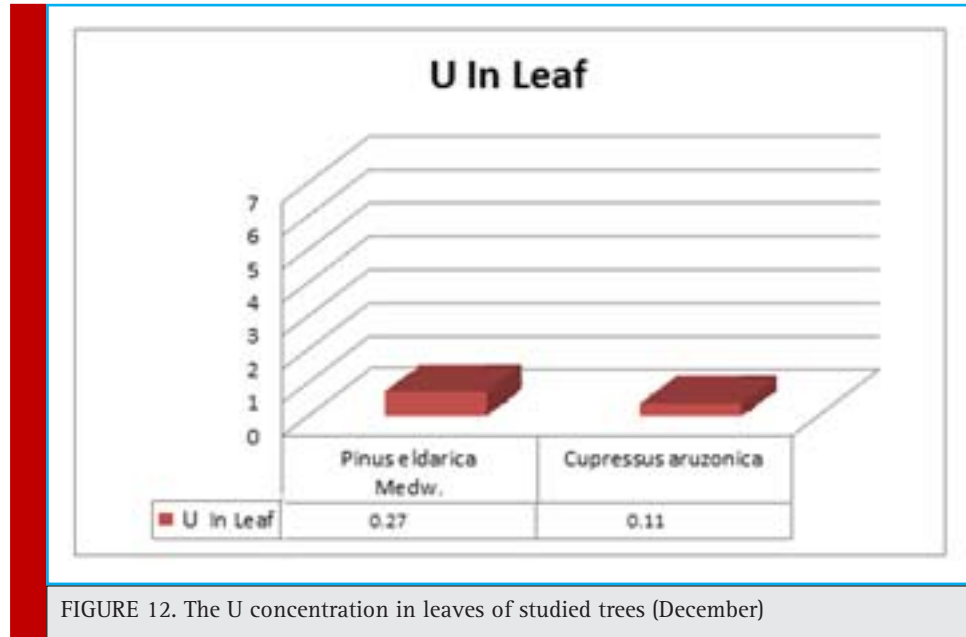 U In Leaf
7
6
5
4
3
2
1
0
Pinus eldarica Medw.
Cupressus aruzonica
U In Leaf
0.27
0.11
FIGURE 12. The U concentration in leaves of studied trees (December)